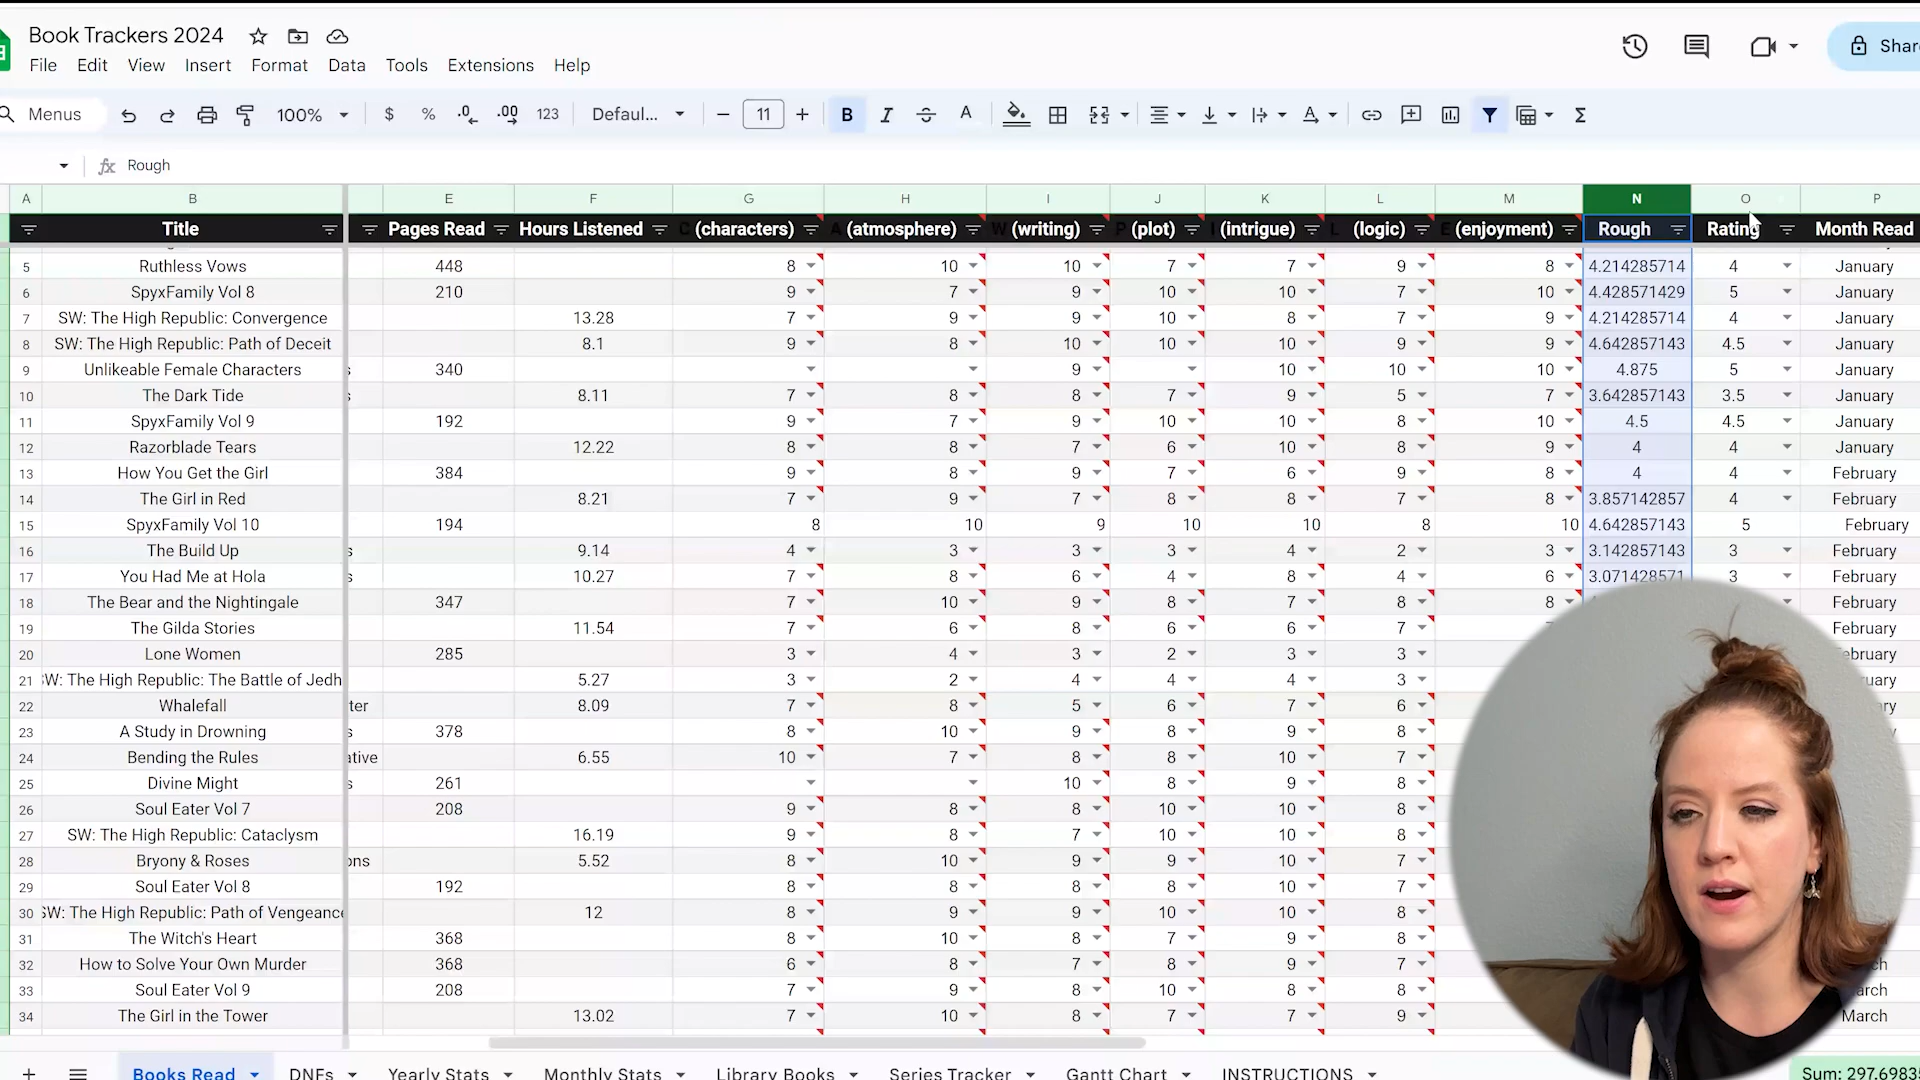 Book Trackers 2024
File Edit View Insert Format Data Tools Extensions Help
Shar
Menus 100% $ % .0 .00 123 Defaul... − 11 + B I A A Σ
fx Rough
A B E F G H I J K L M N O P
Title Pages Read Hours Listened (characters) (atmosphere) (writing) (plot) (intrigue) (logic) (enjoyment) Rough Rating Month Read
5 Ruthless Vows 448 8 10 10 7 7 9 8 4.214285714 4 January
6 SpyxFamily Vol 8 210 9 7 9 10 10 7 10 4.428571429 5 January
7 SW: The High Republic: Convergence 13.28 7 9 9 10 8 7 9 4.214285714 4 January
8 SW: The High Republic: Path of Deceit 8.1 9 8 10 10 10 9 9 4.642857143 4.5 January
9 Unlikeable Female Characters s 340 9 10 10 10 4.875 5 January
10 The Dark Tide s 8.11 7 8 8 7 9 5 7 3.642857143 3.5 January
11 SpyxFamily Vol 9 192 9 7 9 10 10 8 10 4.5 4.5 January
12 Razorblade Tears 12.22 8 8 7 6 10 8 9 4 4 January
13 How You Get the Girl 384 9 8 9 7 6 9 8 4 4 February
14 The Girl in Red 8.21 7 9 7 8 8 7 8 3.857142857 4 February
15 SpyxFamily Vol 10 194 8 10 9 10 10 8 10 4.642857143 5 February
16 The Build Up s 9.14 4 3 3 3 4 2 3 3.142857143 3 February
17 You Had Me at Hola s 10.27 7 8 6 4 8 4 6 3.071428571 3 February
18 The Bear and the Nightingale 347 7 10 9 8 7 8 8 February
19 The Gilda Stories 11.54 7 6 8 6 6 7 February
20 Lone Women 285 3 4 3 2 3 3 ebruary
21 W: The High Republic: The Battle of Jedh 5.27 3 2 4 4 4 3 uary
22 Whalefall ter 8.09 7 8 5 6 7 6 ry
23 A Study in Drowning s 378 8 10 9 8 9 8
24 Bending the Rules ative 6.55 10 7 8 8 10 7
25 Divine Might s 261 10 8 9 8
26 Soul Eater Vol 7 208 9 8 8 10 10 8
27 SW: The High Republic: Cataclysm 16.19 9 8 7 10 10 8
28 Bryony & Roses ons 5.52 8 10 9 9 10 7
29 Soul Eater Vol 8 192 8 8 8 8 10 7
30 SW: The High Republic: Path of Vengeance 12 8 9 9 10 10 8
31 The Witch's Heart 368 8 10 8 7 9 8
32 How to Solve Your Own Murder 368 6 8 7 8 9 7 ch
33 Soul Eater Vol 9 208 7 9 8 10 8 8 arch
34 The Girl in the Tower 13.02 7 10 8 7 7 9 March
+ Books Read DNFs Yearly Stats Monthly Stats Library Books Series Tracker Gantt Chart INSTRUCTIONS Sum: 297.6983